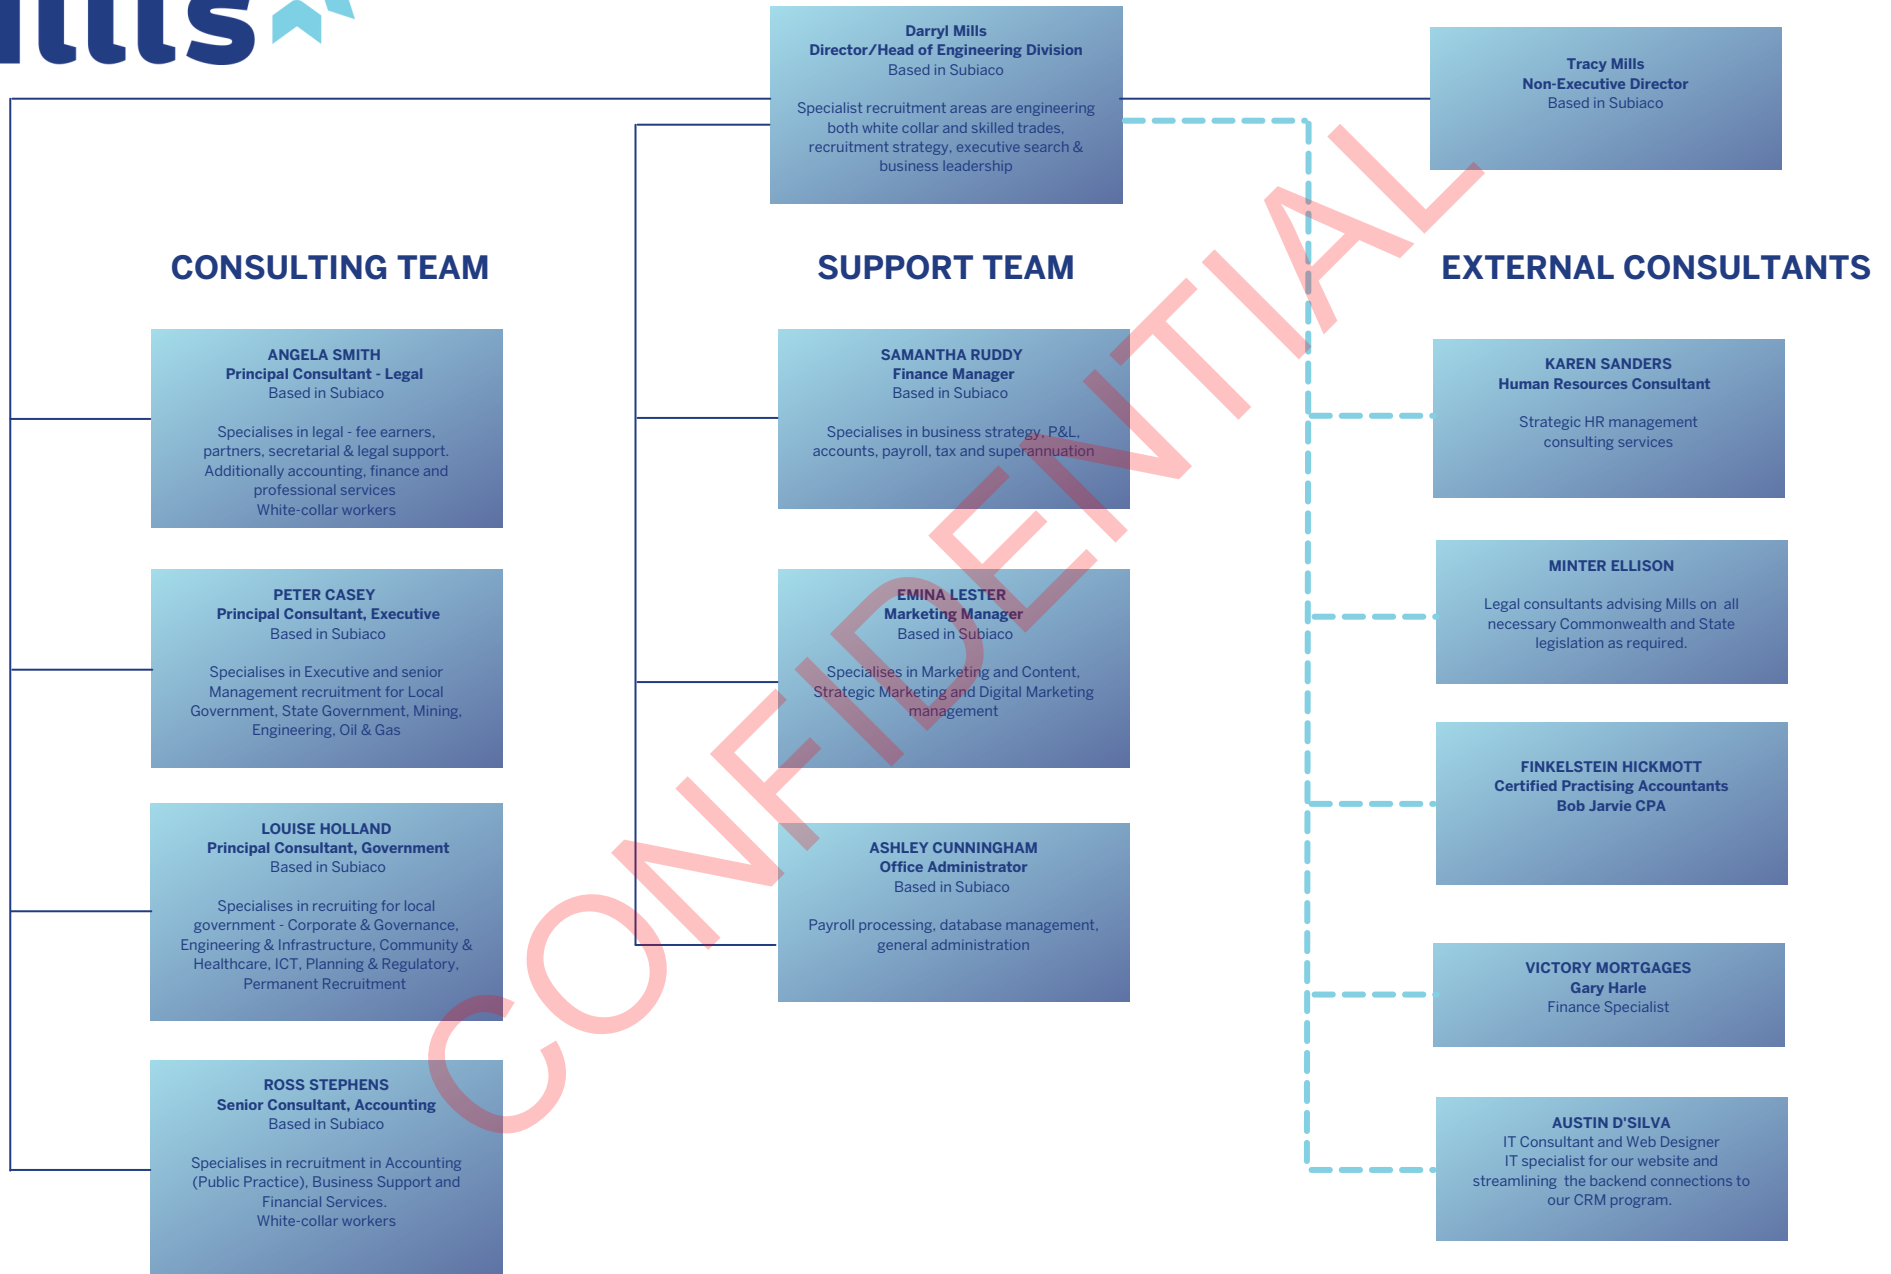 Darryl Mills
Director/Head of Engineering Division
Based in Subiaco
Specialist recruitment areas are engineering
both white collar and skilled trades,
recruitment strategy, executive search &
business leadership
Tracy Mills
Non-Executive Director
Based in Subiaco
CONSULTING TEAM
ANGELA SMITH
Principal Consultant - Legal
Based in Subiaco
Specialises in legal - fee earners,
partners, secretarial & legal support.
Additionally accounting, finance and
professional services
White-collar workers
PETER CASEY
Principal Consultant, Executive
Based in Subiaco
Specialises in Executive and senior
Management recruitment for Local
Government, State Government, Mining,
Engineering, Oil & Gas
LOUISE HOLLAND
Principal Consultant, Government
Based in Subiaco
Specialises in recruiting for local
government - Corporate & Governance,
Engineering & Infrastructure, Community &
Healthcare, ICT, Planning & Regulatory,
Permanent Recruitment
ROSS STEPHENS
Senior Consultant, Accounting
Based in Subiaco
Specialises in recruitment in Accounting
(Public Practice), Business Support and
Financial Services.
White-collar workers
SUPPORT TEAM
SAMANTHA RUDDY
Finance Manager
Based in Subiaco
Specialises in business strategy, P&L,
accounts, payroll, tax and superannuation
EMINA LESTER
Marketing Manager
Based in Subiaco
Specialises in Marketing and Content,
Strategic Marketing and Digital Marketing
management
ASHLEY CUNNINGHAM
Office Administrator
Based in Subiaco
Payroll processing, database management,
general administration
EXTERNAL CONSULTANTS
KAREN SANDERS
Human Resources Consultant
Strategic HR management
consulting services
MINTER ELLISON
Legal consultants advising Mills on all
necessary Commonwealth and State
legislation as required.
FINKELSTEIN HICKMOTT
Certified Practising Accountants
Bob Jarvie CPA
VICTORY MORTGAGES
Gary Harle
Finance Specialist
AUSTIN D'SILVA
IT Consultant and Web Designer
IT specialist for our website and
streamlining the backend connections to
our CRM program.
CONFIDENTIAL